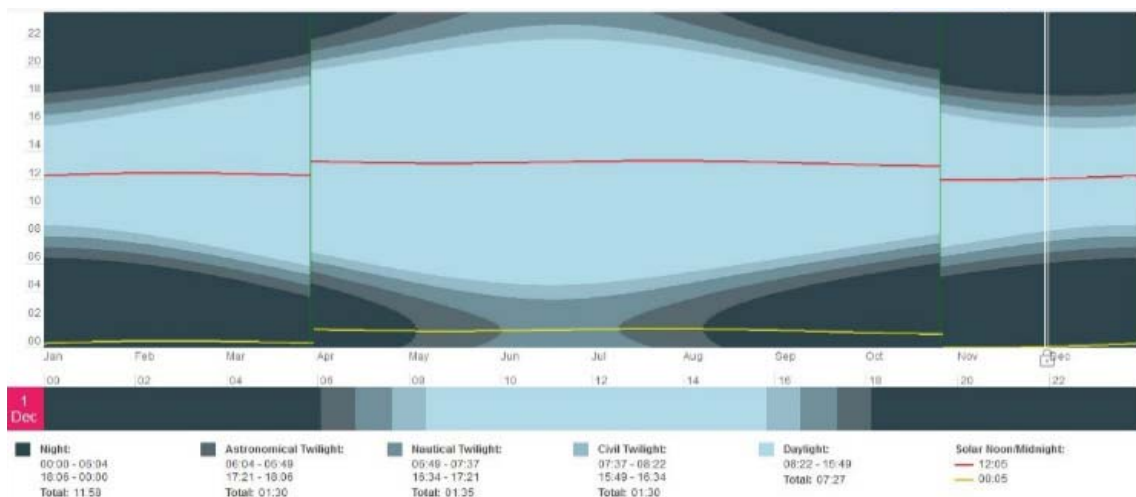 22
20
18
16
14
12
10
08
06
04
02
00
Jan Feb Mar Apr May Jun Jul Aug Sep Oct Nov Dec
00 02 04 06 08 10 12 14 16 18 20 22
1
Dec
Night: Astronomical Twilight: Nautical Twilight: Civil Twilight: Daylight: Solar Noon/Midnight:
00:00 - 06:04 06:04 - 06:49 06:49 - 07:37 07:37 - 08:22 08:22 - 15:49 12:05
18:06 - 00:00 17:21 - 18:06 16:34 - 17:21 15:49 - 16:34 Total: 07:27 00:05
Total: 11:58 Total: 01:30 Total: 01:35 Total: 01:30